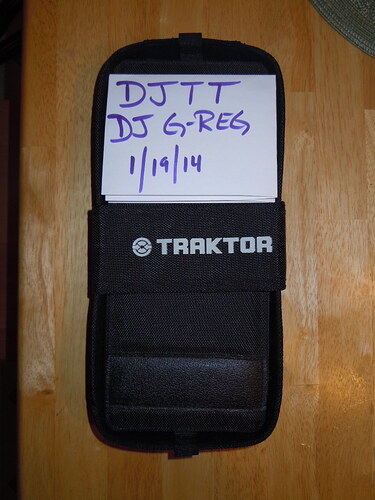 DJTT
DJ G-REG
1/19/14
TRAKTOR